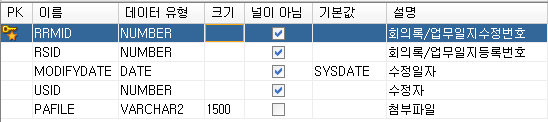 PK 이름 데이터 유형 크기 널이 아님 기본값 설명
RRMID NUMBER 회의록/업무일지수정번호
RSID NUMBER 회의록/업무일지등록번호
MODIFYDATE DATE SYSDATE 수정일자
USID NUMBER 수정자
PAFILE VARCHAR2 1500 첨부파일